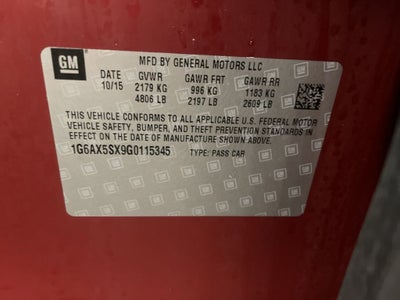 GM
MFD BY GENERAL MOTORS LLC
DATE GVWR GAWR FRT GAWR RR
10/15 2179 KG 996 KG 1183 KG
4806 LB 2197 LB 2609 LB
THIS VEHICLE CONFORMS TO ALL APPLICABLE U.S. FEDERAL MOTOR
VEHICLE SAFETY, BUMPER, AND THEFT PREVENTION STANDARDS IN
EFFECT ON THE DATE OF MANUFACTURE SHOWN ABOVE.
1G6AX5SX9G0115345
TYPE: PASS CAR